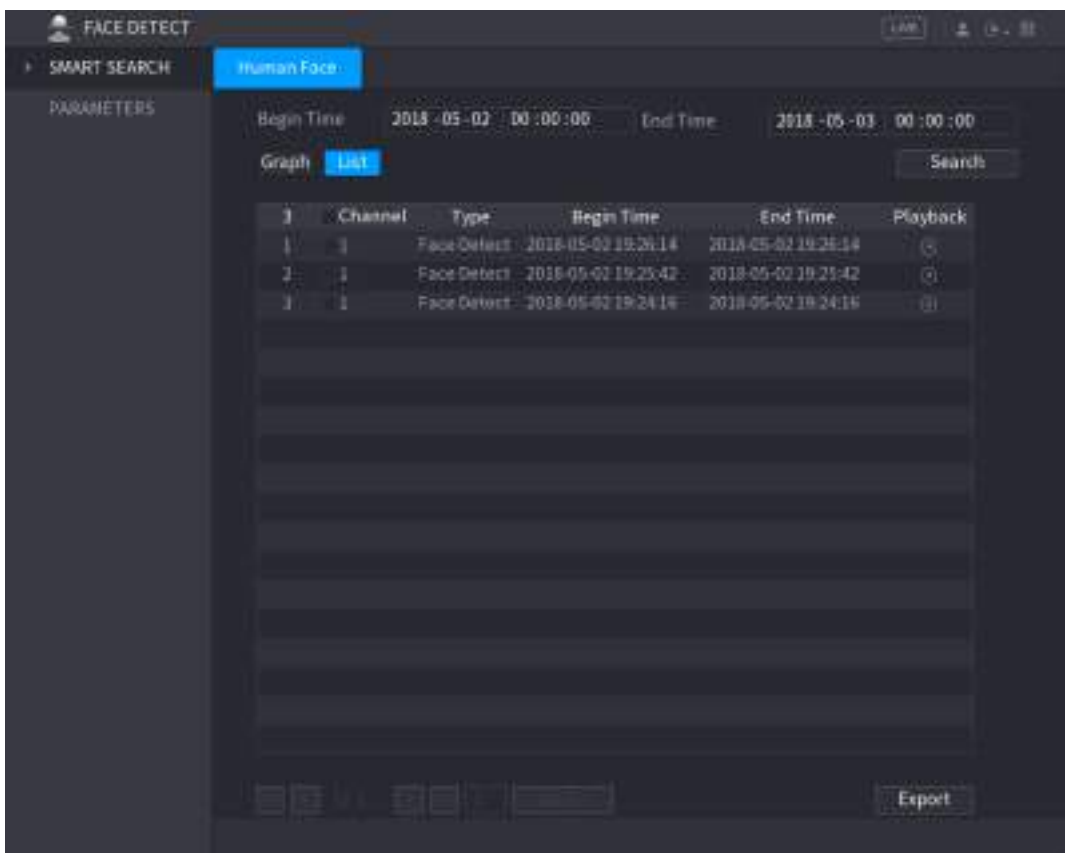 FACE DETECT LIVE
SMART SEARCH
Human Face
PARAMETERS
Begin Time 2018 -05 -02 00 :00 :00 End Time 2018 -05 -03 00 :00 :00
Graph List Search
3 Channel Type Begin Time End Time Playback
1 1 Face Detect 2018-05-02 19:26:14 2018-05-02 19:26:14
2 1 Face Detect 2018-05-02 19:25:42 2018-05-02 19:25:42
3 1 Face Detect 2018-05-02 19:24:16 2018-05-02 19:24:16
Export